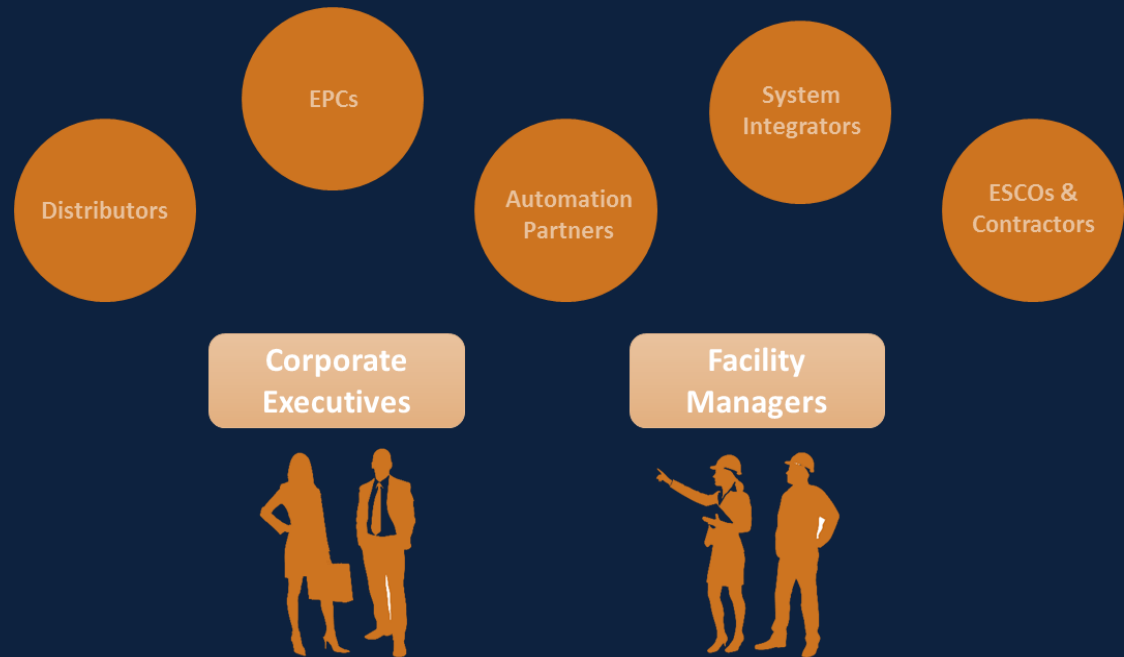 EPCs
System
Integrators
Distributors
Automation
Partners
ESCOs &
Contractors
Corporate
Executives
Facility
Managers